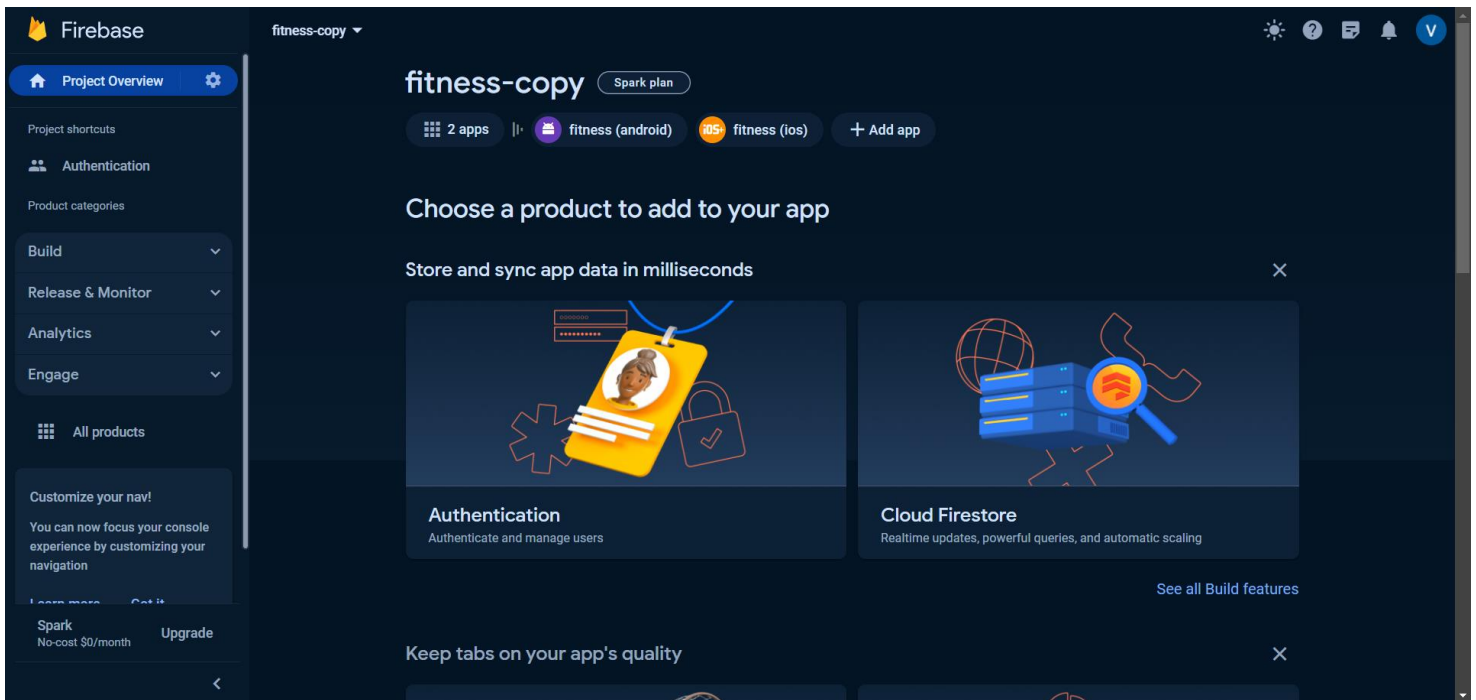 Firebase
fitness-copy
V
Project Overview
Project shortcuts
Authentication
Product categories
Build
Release & Monitor
Analytics
Engage
All products
Customize your nav!
You can now focus your console
experience by customizing your
navigation
Learn more Got it
Spark
No-cost $0/month
Upgrade
fitness-copy
Spark plan
2 apps
fitness (android)
iOS+
fitness (ios)
+ Add app
Choose a product to add to your app
Store and sync app data in milliseconds
Authentication
Authenticate and manage users
Cloud Firestore
Realtime updates, powerful queries, and automatic scaling
See all Build features
Keep tabs on your app's quality